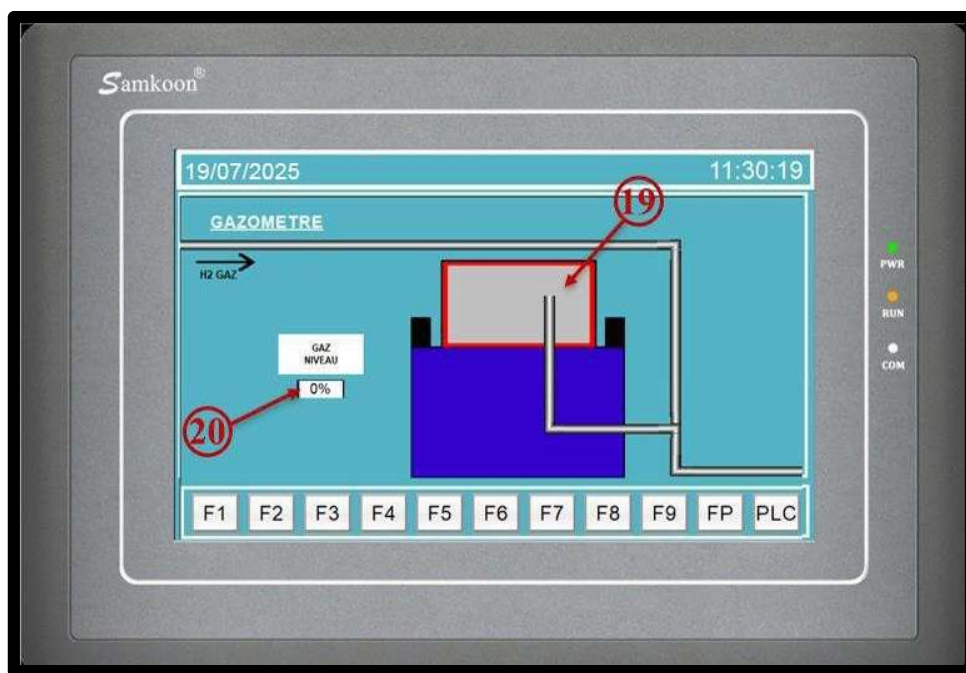 Samkoon®
19/07/2025 11:30:19
GAZOMETRE
19
H2 GAZ
GAZ
NIVEAU
0%
20
F1 F2 F3 F4 F5 F6 F7 F8 F9 FP PLC
PWR
RUN
COM